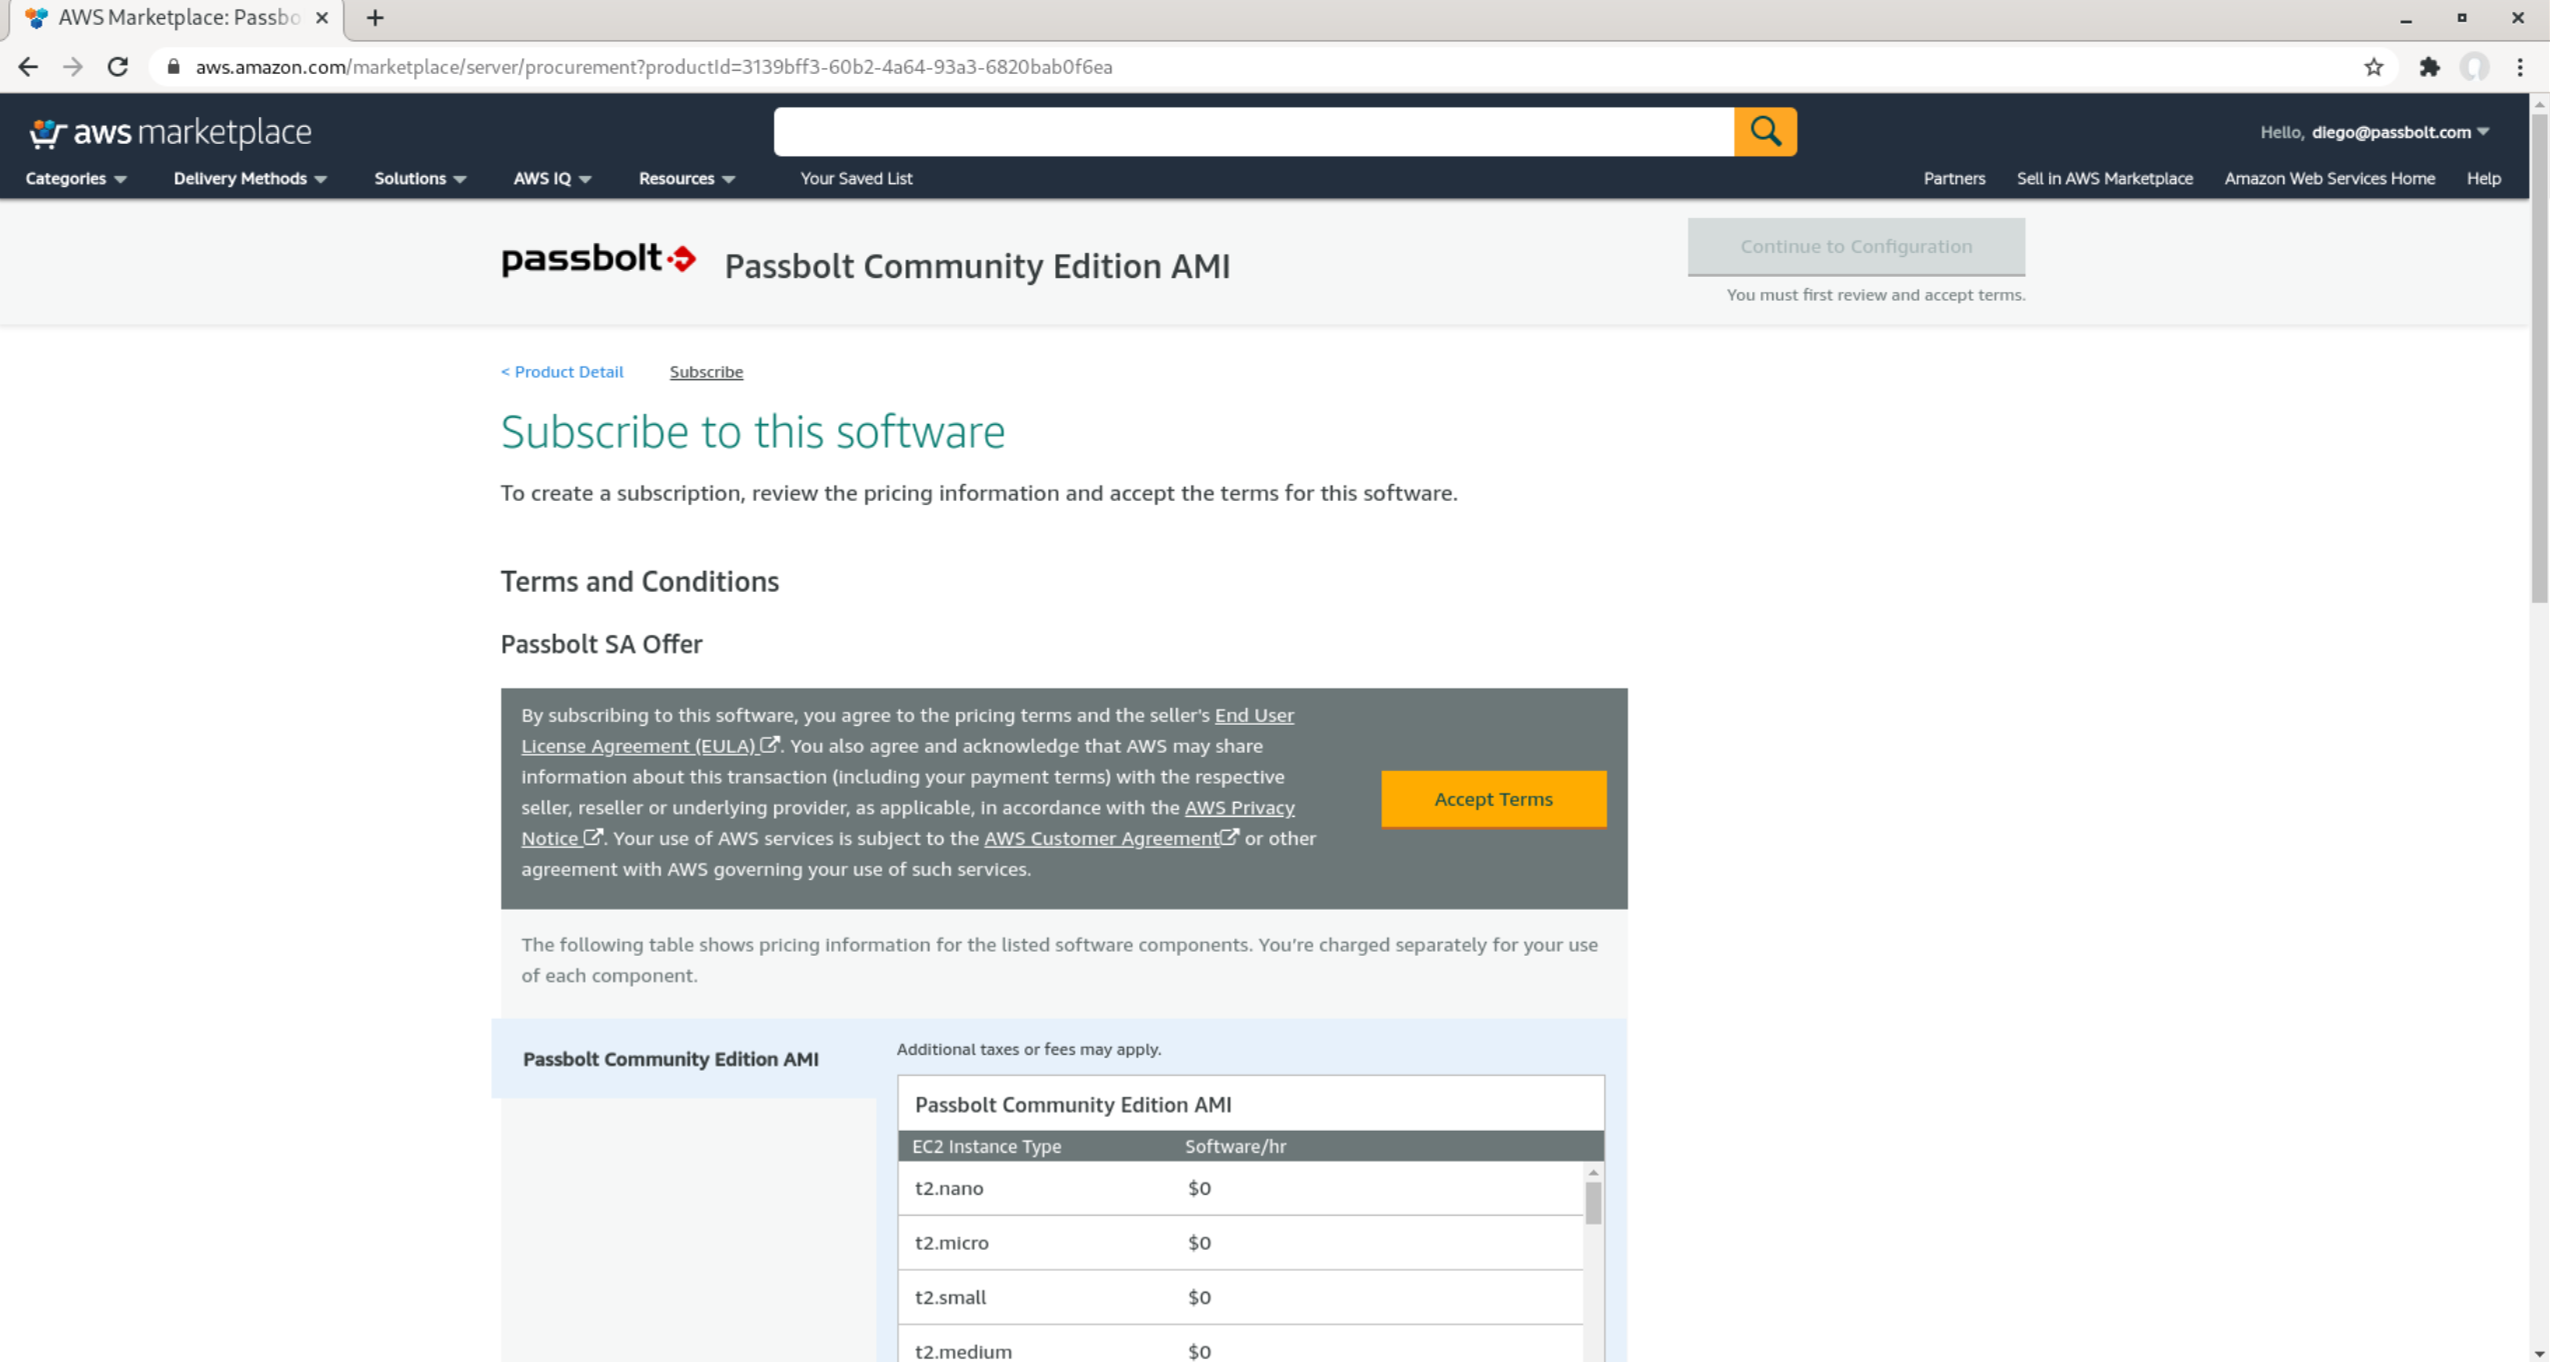 AWS Marketplace: Passbo
aws.amazon.com/marketplace/server/procurement?productId=3139bff3-60b2-4a64-93a3-6820bab0f6ea
aws marketplace
Hello, diego@passbolt.com
Categories Delivery Methods Solutions AWS IQ Resources Your Saved List Partners Sell in AWS Marketplace Amazon Web Services Home Help
passbolt Passbolt Community Edition AMI
Continue to Configuration
You must first review and accept terms.
< Product Detail Subscribe
Subscribe to this software
To create a subscription, review the pricing information and accept the terms for this software.
Terms and Conditions
Passbolt SA Offer
By subscribing to this software, you agree to the pricing terms and the seller's End User
License Agreement (EULA). You also agree and acknowledge that AWS may share
information about this transaction (including your payment terms) with the respective
seller, reseller or underlying provider, as applicable, in accordance with the AWS Privacy
Notice. Your use of AWS services is subject to the AWS Customer Agreement or other
agreement with AWS governing your use of such services.
Accept Terms
The following table shows pricing information for the listed software components. You're charged separately for your use
of each component.
Passbolt Community Edition AMI
Additional taxes or fees may apply.
Passbolt Community Edition AMI
EC2 Instance Type Software/hr
t2.nano $0
t2.micro $0
t2.small $0
t2.medium $0